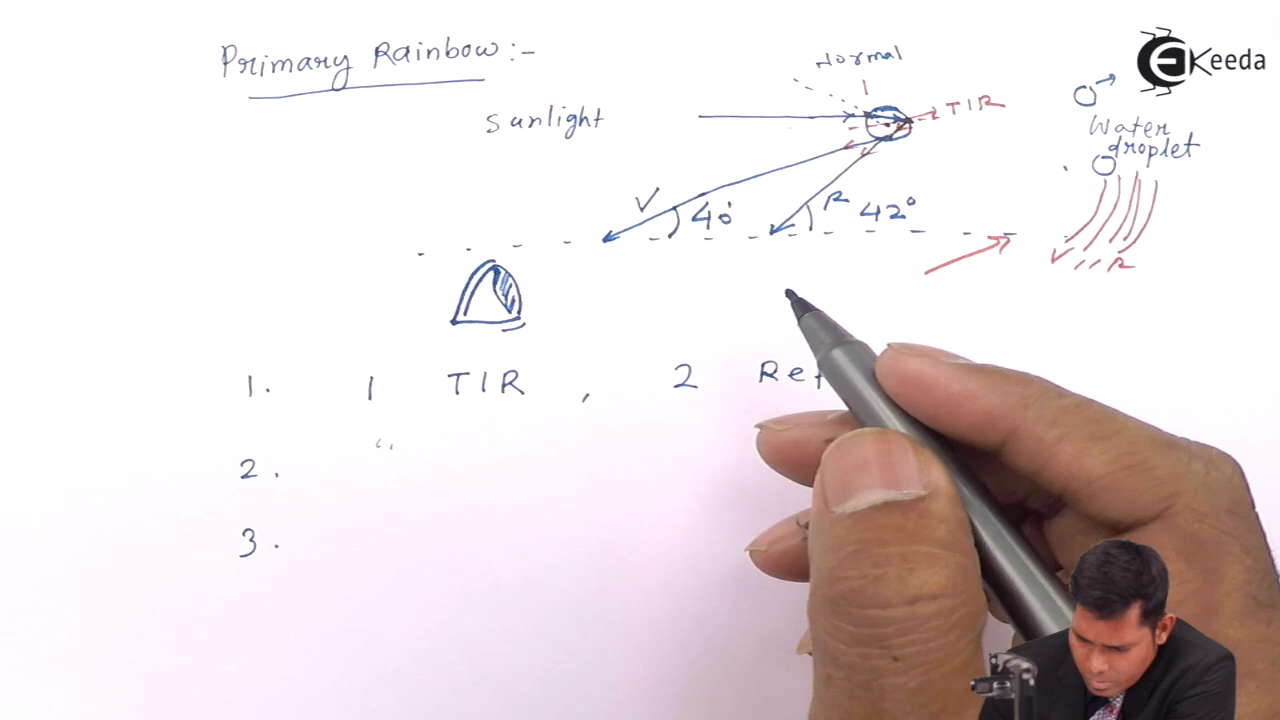 Primary Rainbow :-
Normal
EKeeda
Sunlight
TIR
Water
droplet
V
40°
R
42°
V
R
1. 1 TIR , 2 Ref
2.
3.